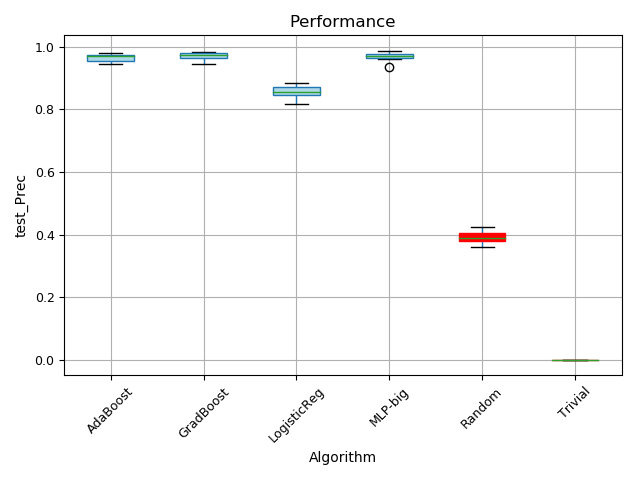 Performance
test_Prec
1.0
0.8
0.6
0.4
0.2
0.0
AdaBoost
GradBoost
LogisticReg
MLP-big
Random
Trivial
Algorithm